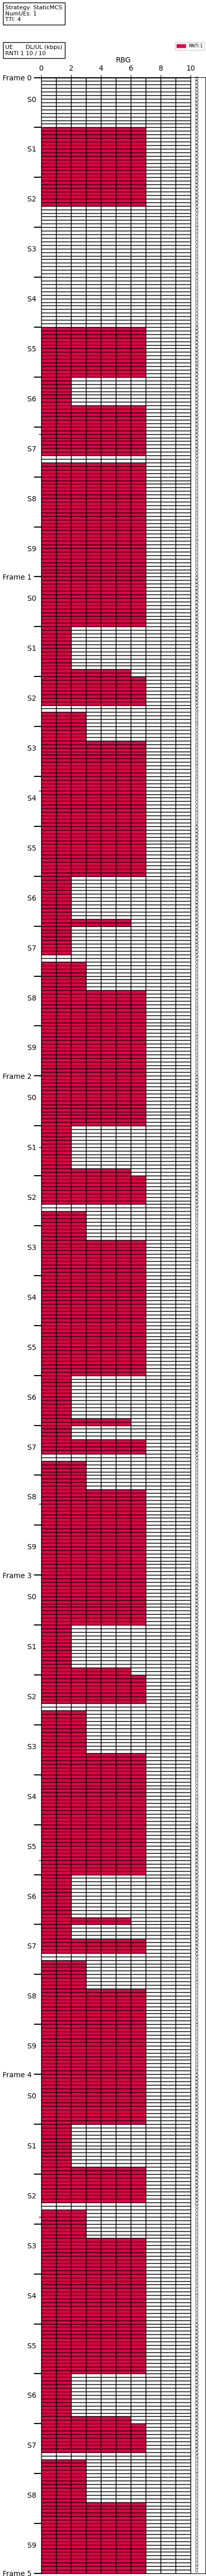 Strategy: StaticMCS
NumUEs: 1
TTI: 4
UE DL/UL (kbps)
RNTI 1 10 / 10
RNTI 1
RBG
0 2 4 6 8 10
Frame 0
S0
S1
S2
S3
S4
S5
S6
S7
S8
S9
Frame 1
S0
S1
S2
S3
S4
S5
S6
S7
S8
S9
Frame 2
S0
S1
S2
S3
S4
S5
S6
S7
S8
S9
Frame 3
S0
S1
S2
S3
S4
S5
S6
S7
S8
S9
Frame 4
S0
S1
S2
S3
S4
S5
S6
S7
S8
S9
Frame 5